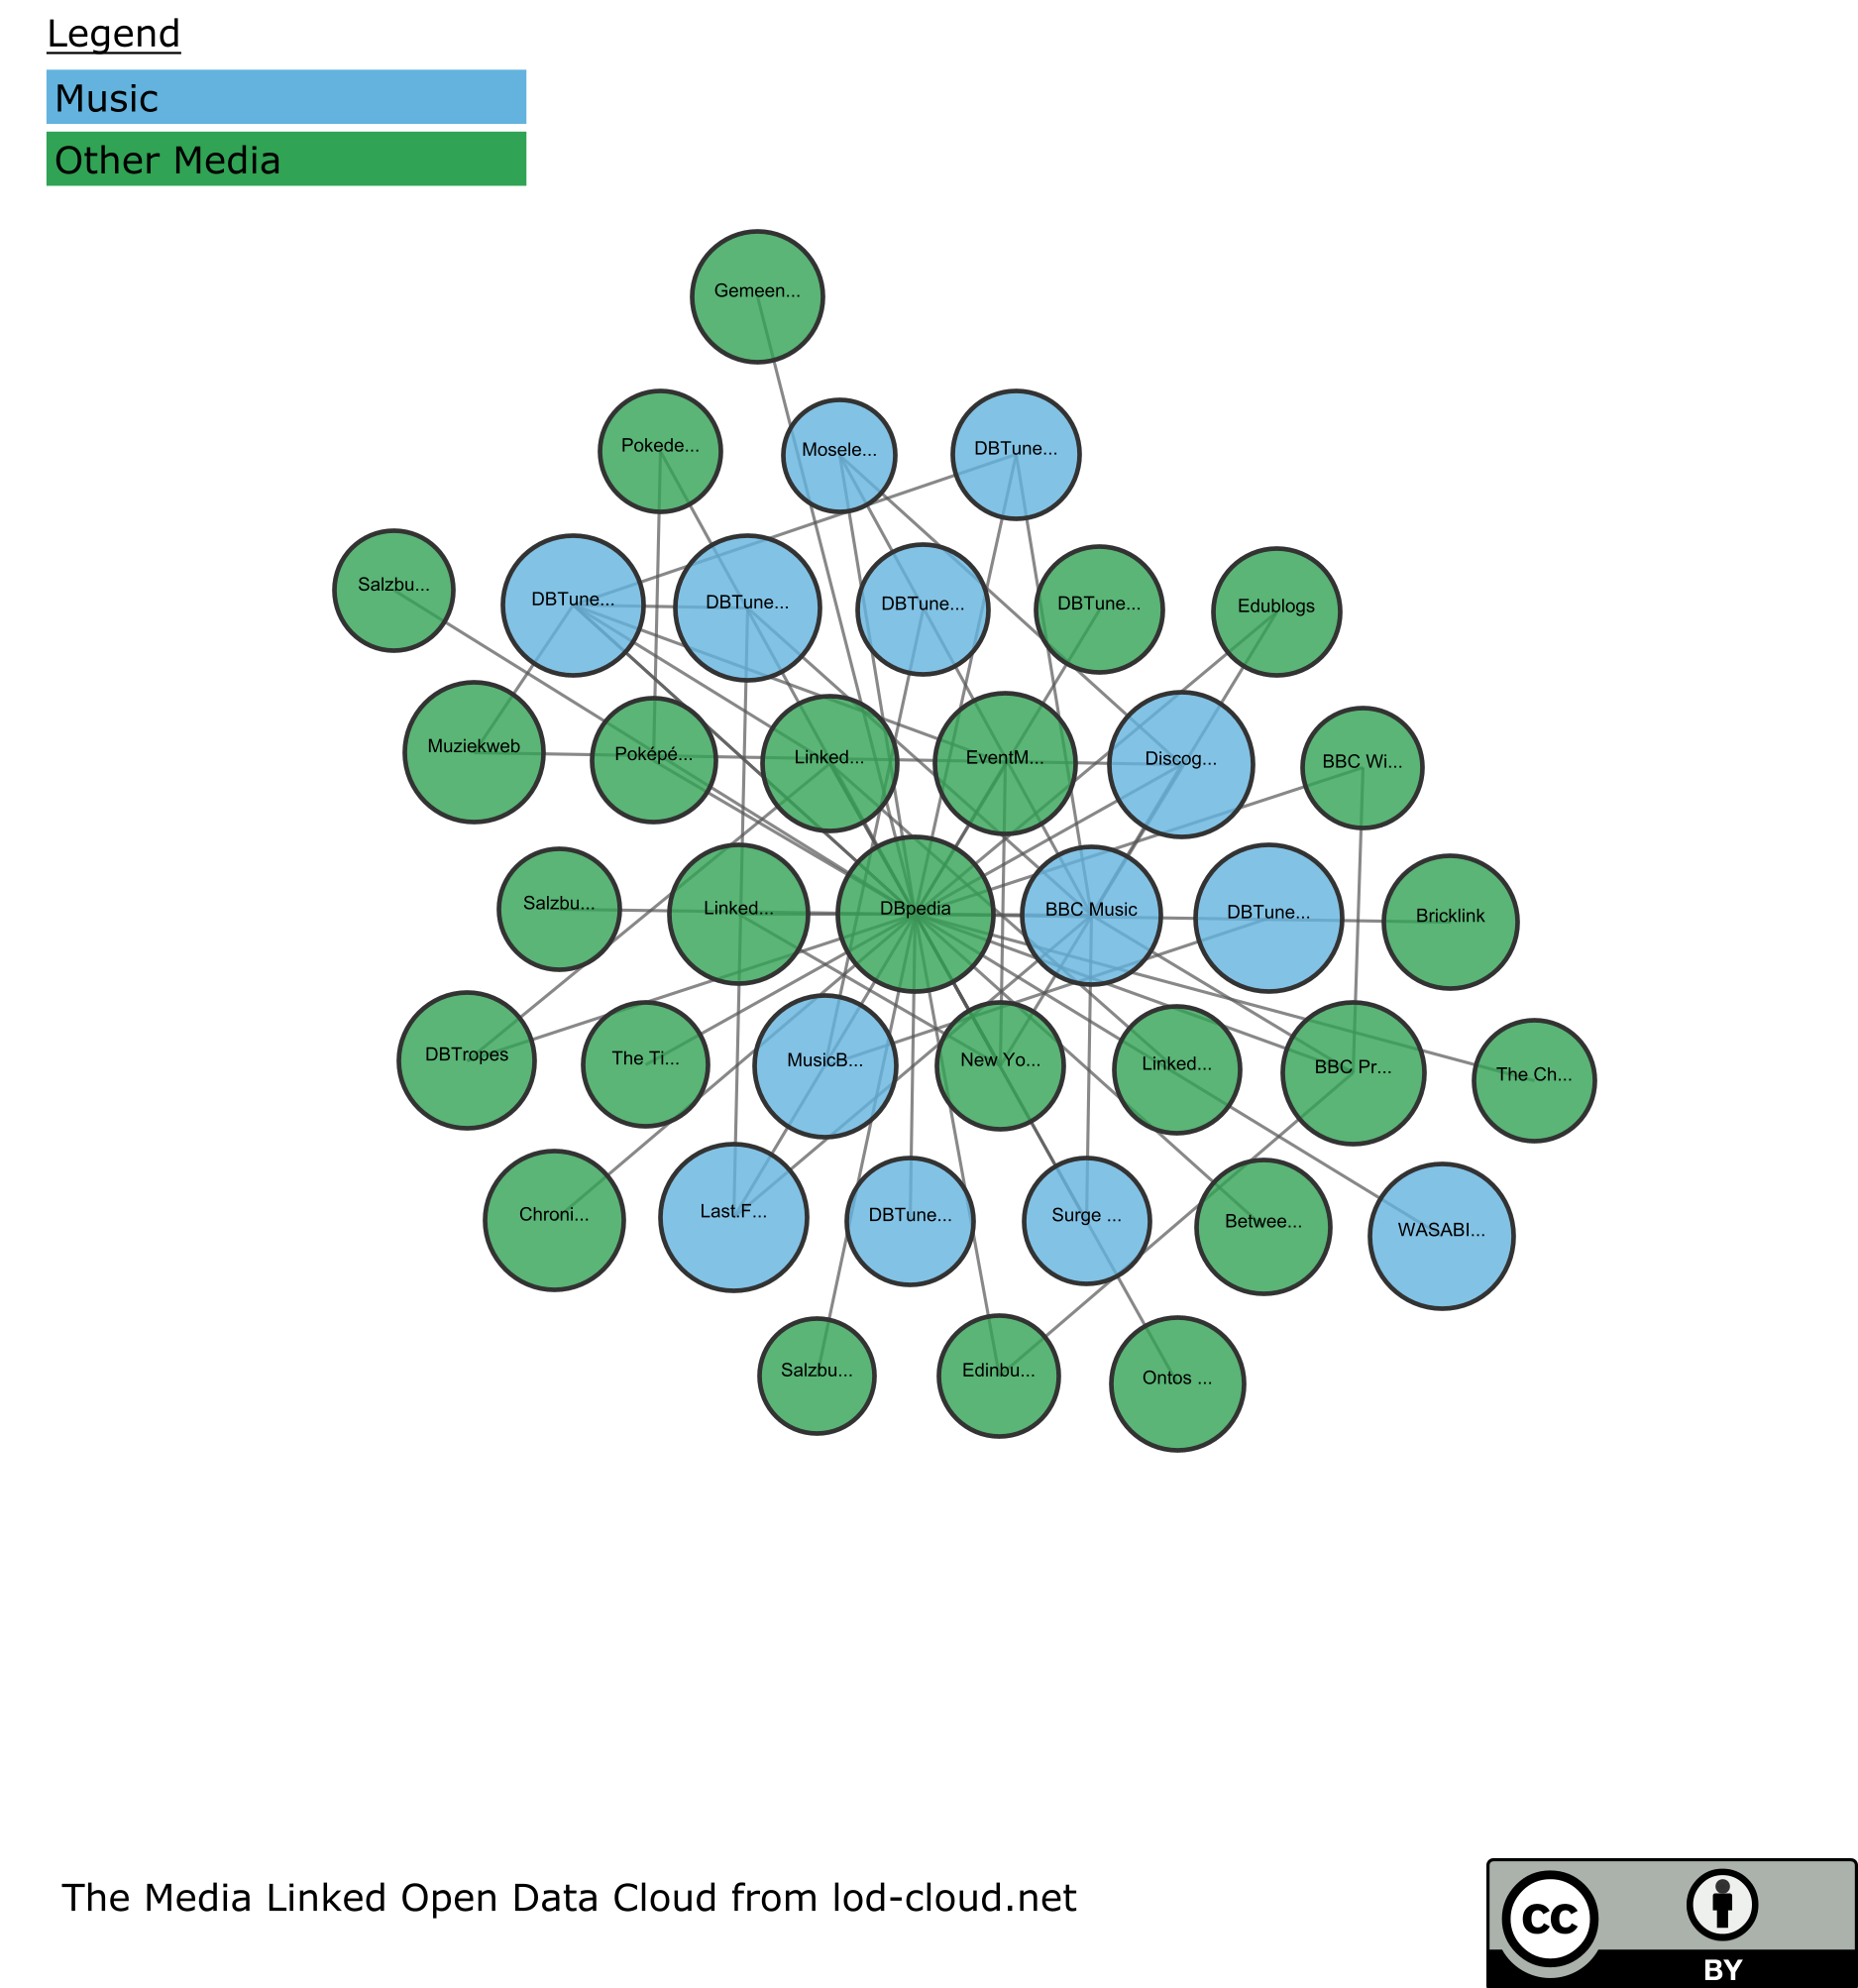 Legend
Music
Other Media
Gemeen...
Pokede...
Mosele...
DBTune...
Salzbu...
DBTune...
DBTune...
DBTune...
DBTune...
Edublogs
Muziekweb
Poképé...
Linked...
EventM...
Discog...
BBC Wi...
Salzbu...
Linked...
DBpedia
BBC Music
DBTune...
Bricklink
DBTropes
The Ti...
MusicB...
New Yo...
Linked...
BBC Pr...
The Ch...
Chroni...
Last.F...
DBTune...
Surge ...
Betwee...
WASABI...
Salzbu...
Edinbu...
Ontos ...
The Media Linked Open Data Cloud from lod-cloud.net
cc
BY